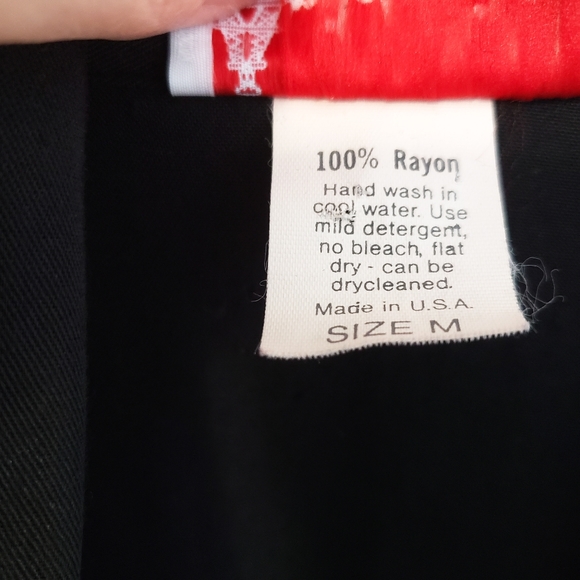 100% Rayon
Hand wash in
cool water. Use
mild detergent,
no bleach, flat
dry - can be
drycleaned.
Made in U.S.A.
SIZE M